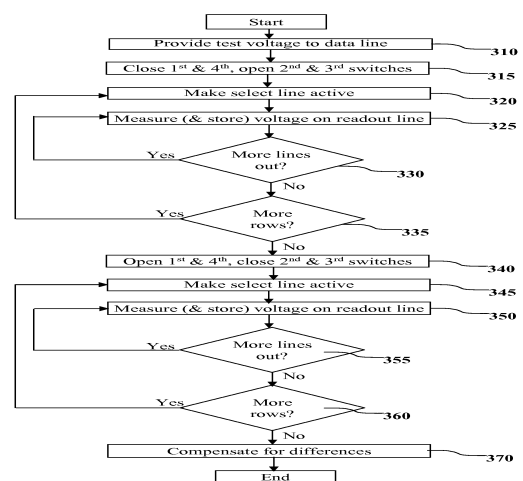 Start
Provide test voltage to data line
310
Close 1st & 4th, open 2nd & 3rd switches
315
Make select line active
320
Measure (& store) voltage on readout line
325
Yes
More lines
out?
330
No
Yes
More
rows?
335
No
Open 1st & 4th, close 2nd & 3rd switches
340
Make select line active
345
Measure (& store) voltage on readout line
350
Yes
More lines
out?
355
No
Yes
More
rows?
360
No
Compensate for differences
370
End